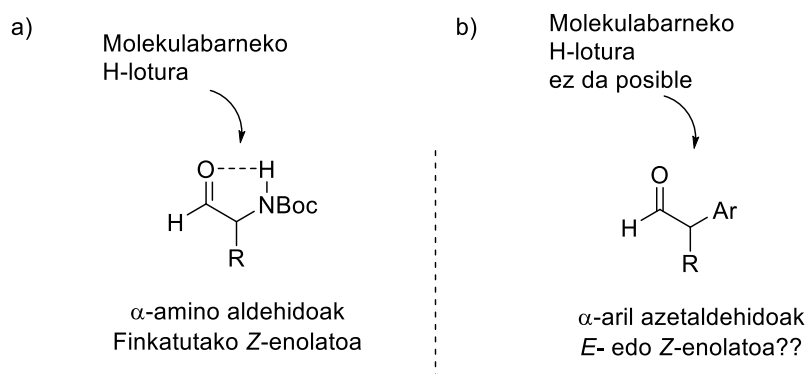 a)
Molekulabarneko
H-lotura
O
H
H
NBoc
R
α-amino aldehidoak
Finkatutako Z-enolatoa
b)
Molekulabarneko
H-lotura
ez da posible
O
H
Ar
R
α-aril azetaldehidoak
E- edo Z-enolatoa??